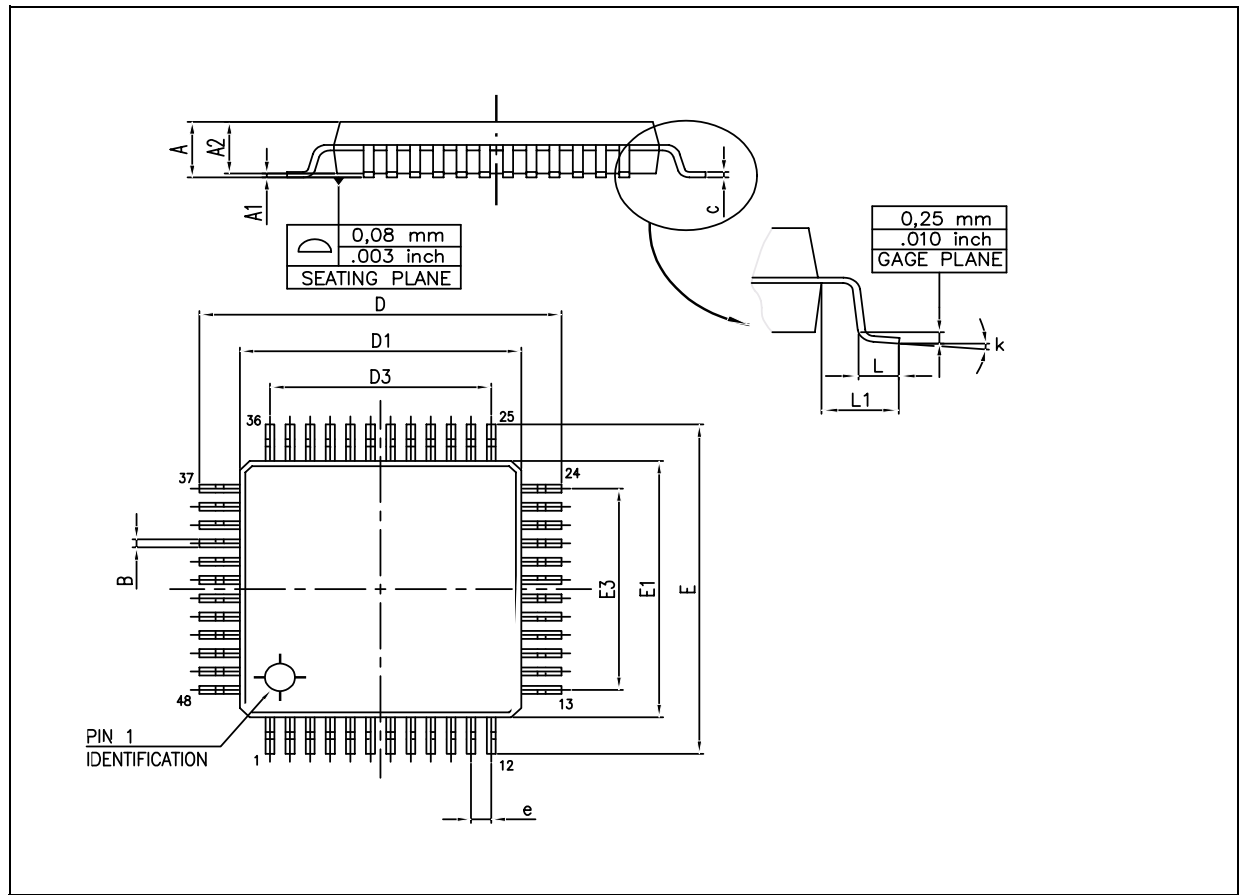 A
A2
A1
c
0,08 mm
.003 inch
SEATING PLANE
0,25 mm
.010 inch
GAGE PLANE
k
L
L1
D
D1
D3
36
25
37
24
B
E3
E1
E
48
13
PIN 1
IDENTIFICATION
1
12
e